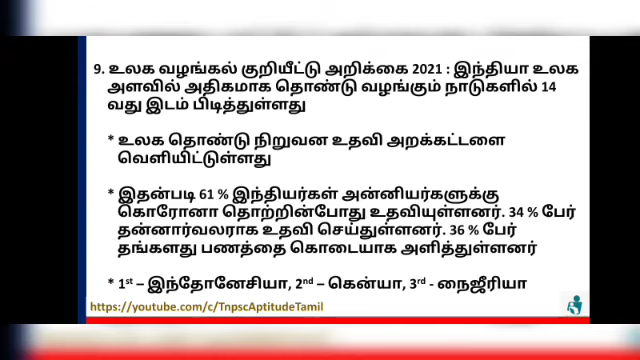 9. உலக வழங்கல் குறியீட்டு அறிக்கை 2021 : இந்தியா உலக
அளவில் அதிகமாக தொண்டு வழங்கும் நாடுகளில் 14
வது இடம் பிடித்துள்ளது
* உலக தொண்டு நிறுவன உதவி அறக்கட்டளை
வெளியிட்டுள்ளது
* இதன்படி 61 % இந்தியர்கள் அன்னியர்களுக்கு
கொரோனா தொற்றின்போது உதவியுள்ளனர். 34 % பேர்
தன்னார்வலராக உதவி செய்துள்ளனர். 36 % பேர்
தங்களது பணத்தை கொடையாக அளித்துள்ளனர்
* 1st – இந்தோனேசியா, 2nd – கென்யா, 3rd - நைஜீரியா
https://youtube.com/c/TnpscAptitudeTamil